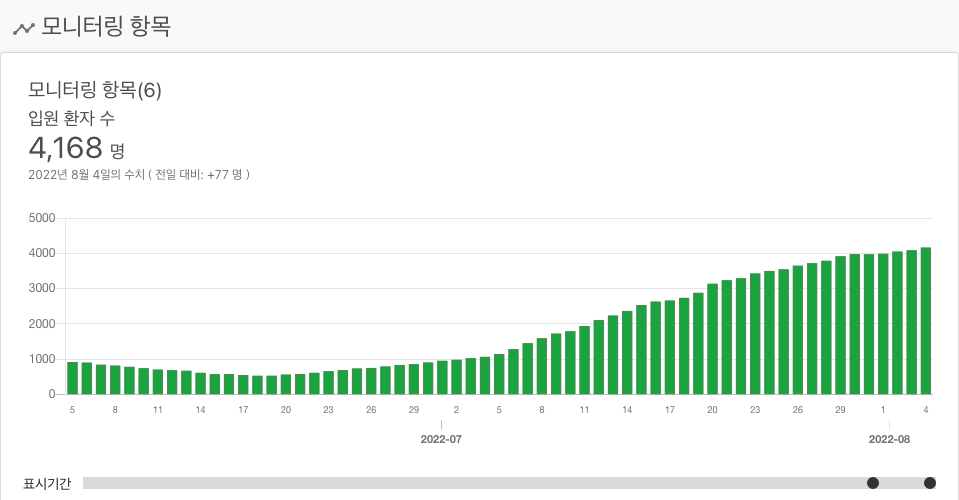 모니터링 항목
모니터링 항목(6)
입원 환자 수
4,168 명
2022년 8월 4일의 수치 ( 전일 대비: +77 명 )
5000
4000
3000
2000
1000
0
5 8 11 14 17 20 23 26 29 2 5 8 11 14 17 20 23 26 29 1 4
2022-07 2022-08
표시기간